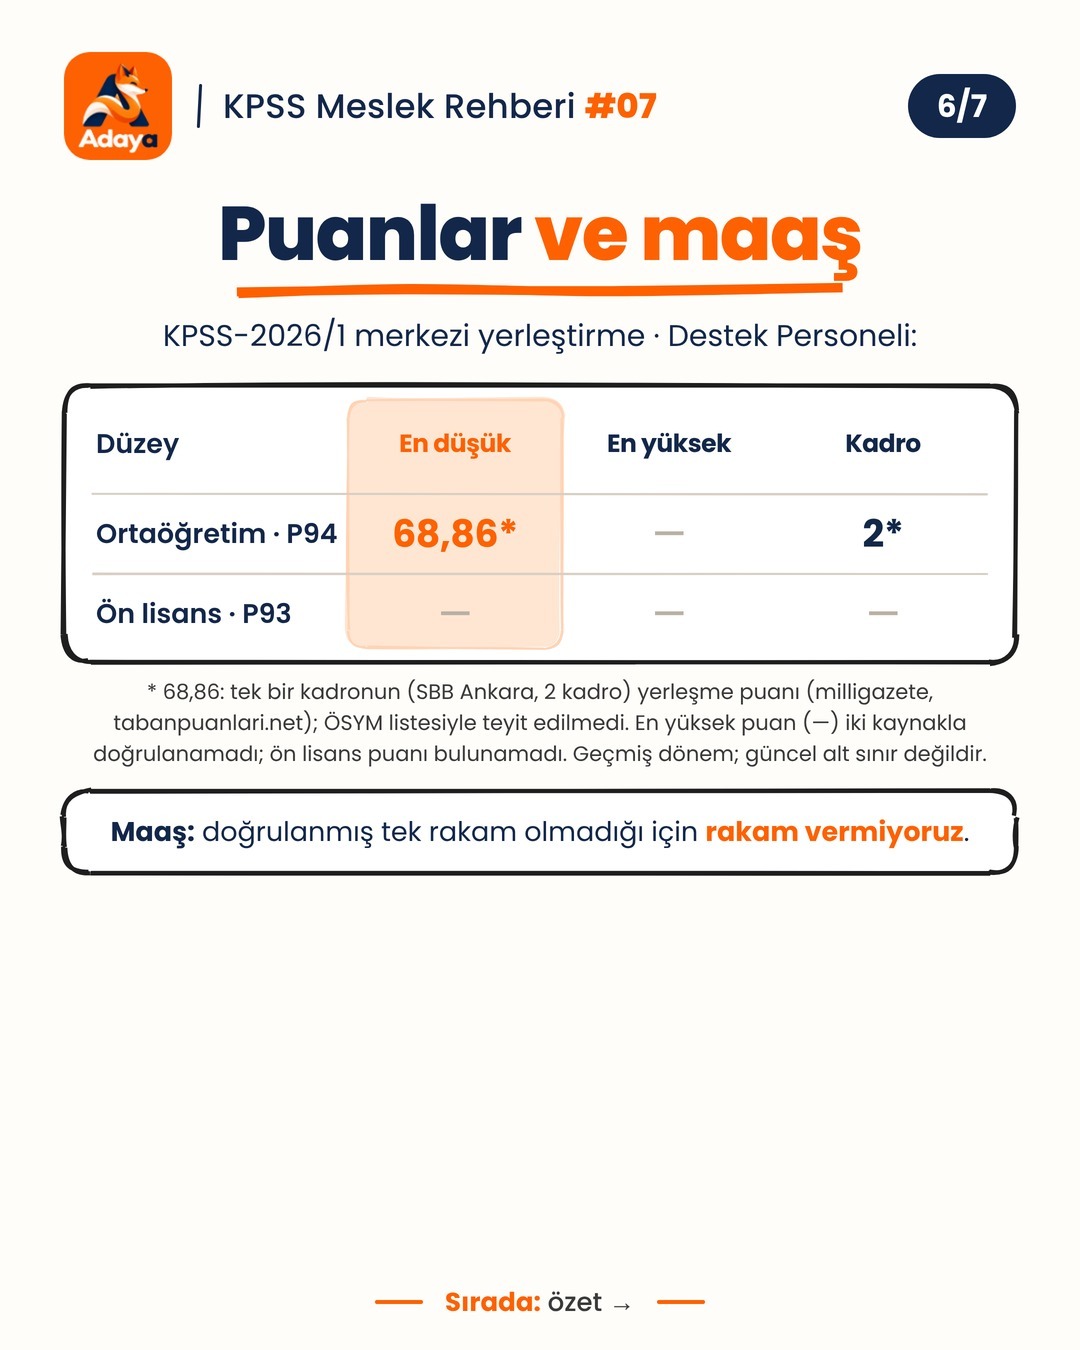 Adaya
KPSS Meslek Rehberi #07
6/7
Puanlar ve maaş
KPSS-2026/1 merkezi yerleştirme · Destek Personeli:
Düzey En düşük En yüksek Kadro
Ortaöğretim · P94 68,86* — 2*
Ön lisans · P93 — — —
* 68,86: tek bir kadronun (SBB Ankara, 2 kadro) yerleşme puanı (milligazete,
tabanpuanlari.net); ÖSYM listesiyle teyit edilmedi. En yüksek puan (—) iki kaynakla
doğrulanamadı; ön lisans puanı bulunamadı. Geçmiş dönem; güncel alt sınır değildir.
Maaş: doğrulanmış tek rakam olmadığı için rakam vermiyoruz.
Sırada: özet →